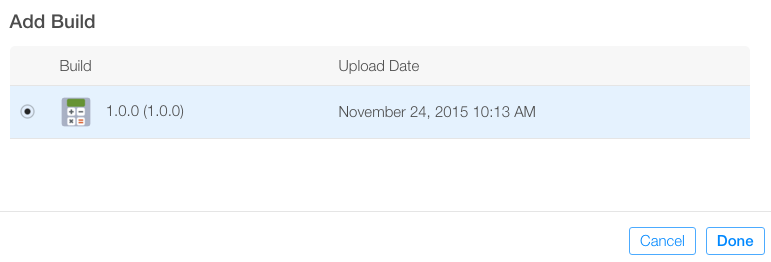 Add Build
Build Upload Date
1.0.0 (1.0.0) November 24, 2015 10:13 AM
Cancel Done